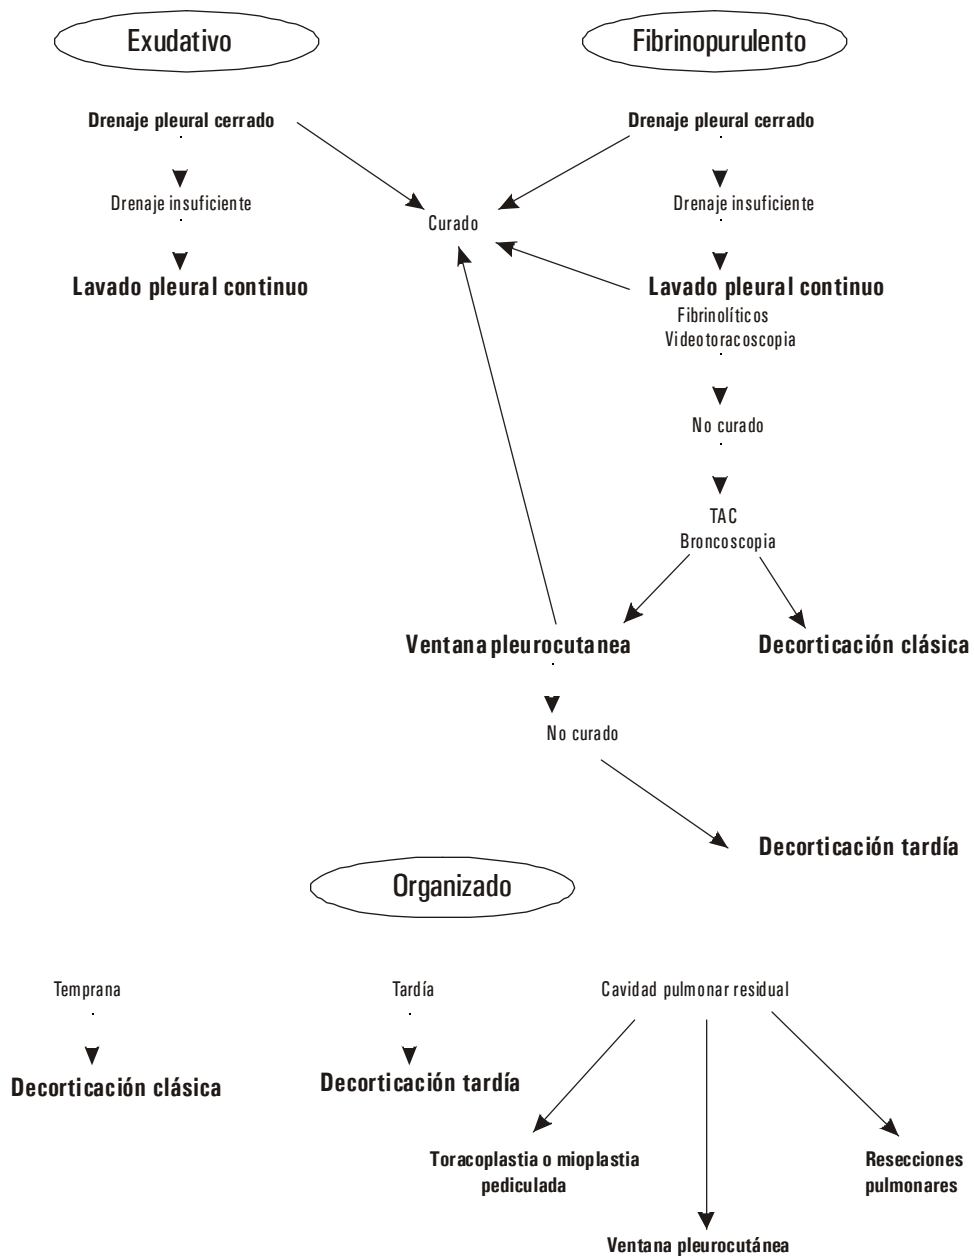 Exudativo
Fibrinopurulento
Drenaje pleural cerrado
Drenaje pleural cerrado
Drenaje insuficiente
Drenaje insuficiente
Curado
Lavado pleural continuo
Lavado pleural continuo
Fibrinolíticos
Videotoracoscopia
No curado
TAC
Broncoscopia
Ventana pleurocutanea
Decorticación clásica
No curado
Decorticación tardía
Organizado
Temprana
Tardía
Cavidad pulmonar residual
Decorticación clásica
Decorticación tardía
Toracoplastia o mioplastia
pediculada
Resecciones
pulmonares
Ventana pleurocutánea